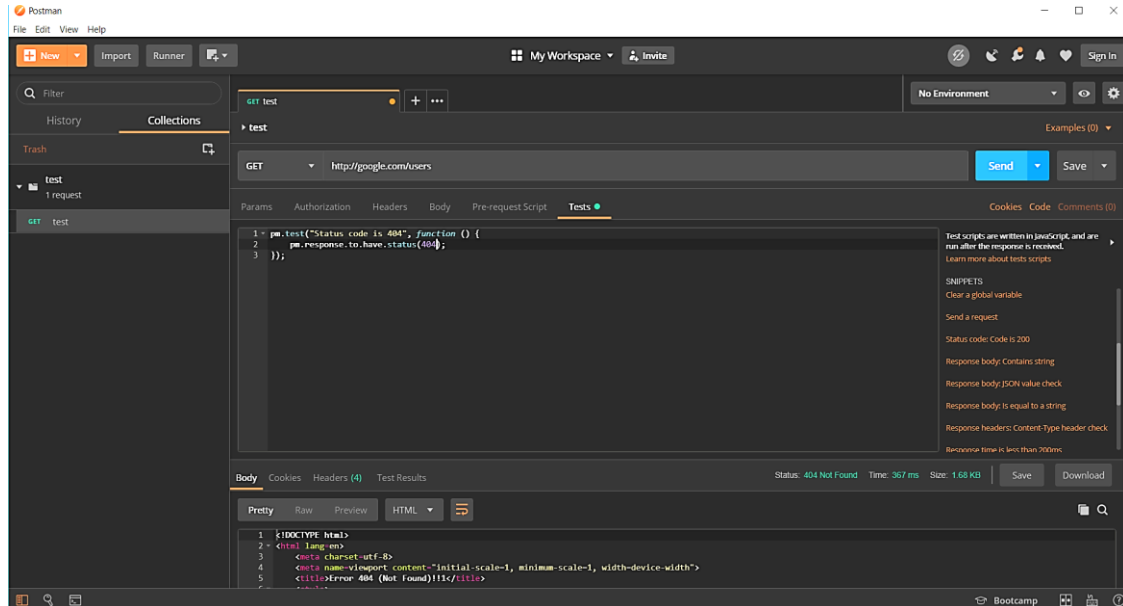 Postman
File Edit View Help
New Import Runner My Workspace Invite Sign In
Filter
History Collections
Trash
test
1 request
GET test
GET test
No Environment
test
Examples (0)
GET http://google.com/users Send Save
Params Authorization Headers Body Pre-request Script Tests Cookies Code Comments (0)
1 pm.test("Status code is 404", function () {
2 pm.response.to.have.status(404);
3 });
Test scripts are written in JavaScript, and are
run after the response is received.
Learn more about tests scripts
SNIPPETS
Clear a global variable
Send a request
Status code: Code is 200
Response body: Contains string
Response body: JSON value check
Response body: Is equal to a string
Response headers: Content-Type header check
Response time is less than 200ms
Body Cookies Headers (4) Test Results Status: 404 Not Found Time: 367 ms Size: 1.68 KB Save Download
Pretty Raw Preview HTML
1 <!DOCTYPE html>
2 <html lang=en>
3 <meta charset=utf-8>
4 <meta name=viewport content="initial-scale=1, minimum-scale=1, width=device-width">
5 <title>Error 404 (Not Found)!!1</title>
Bootcamp